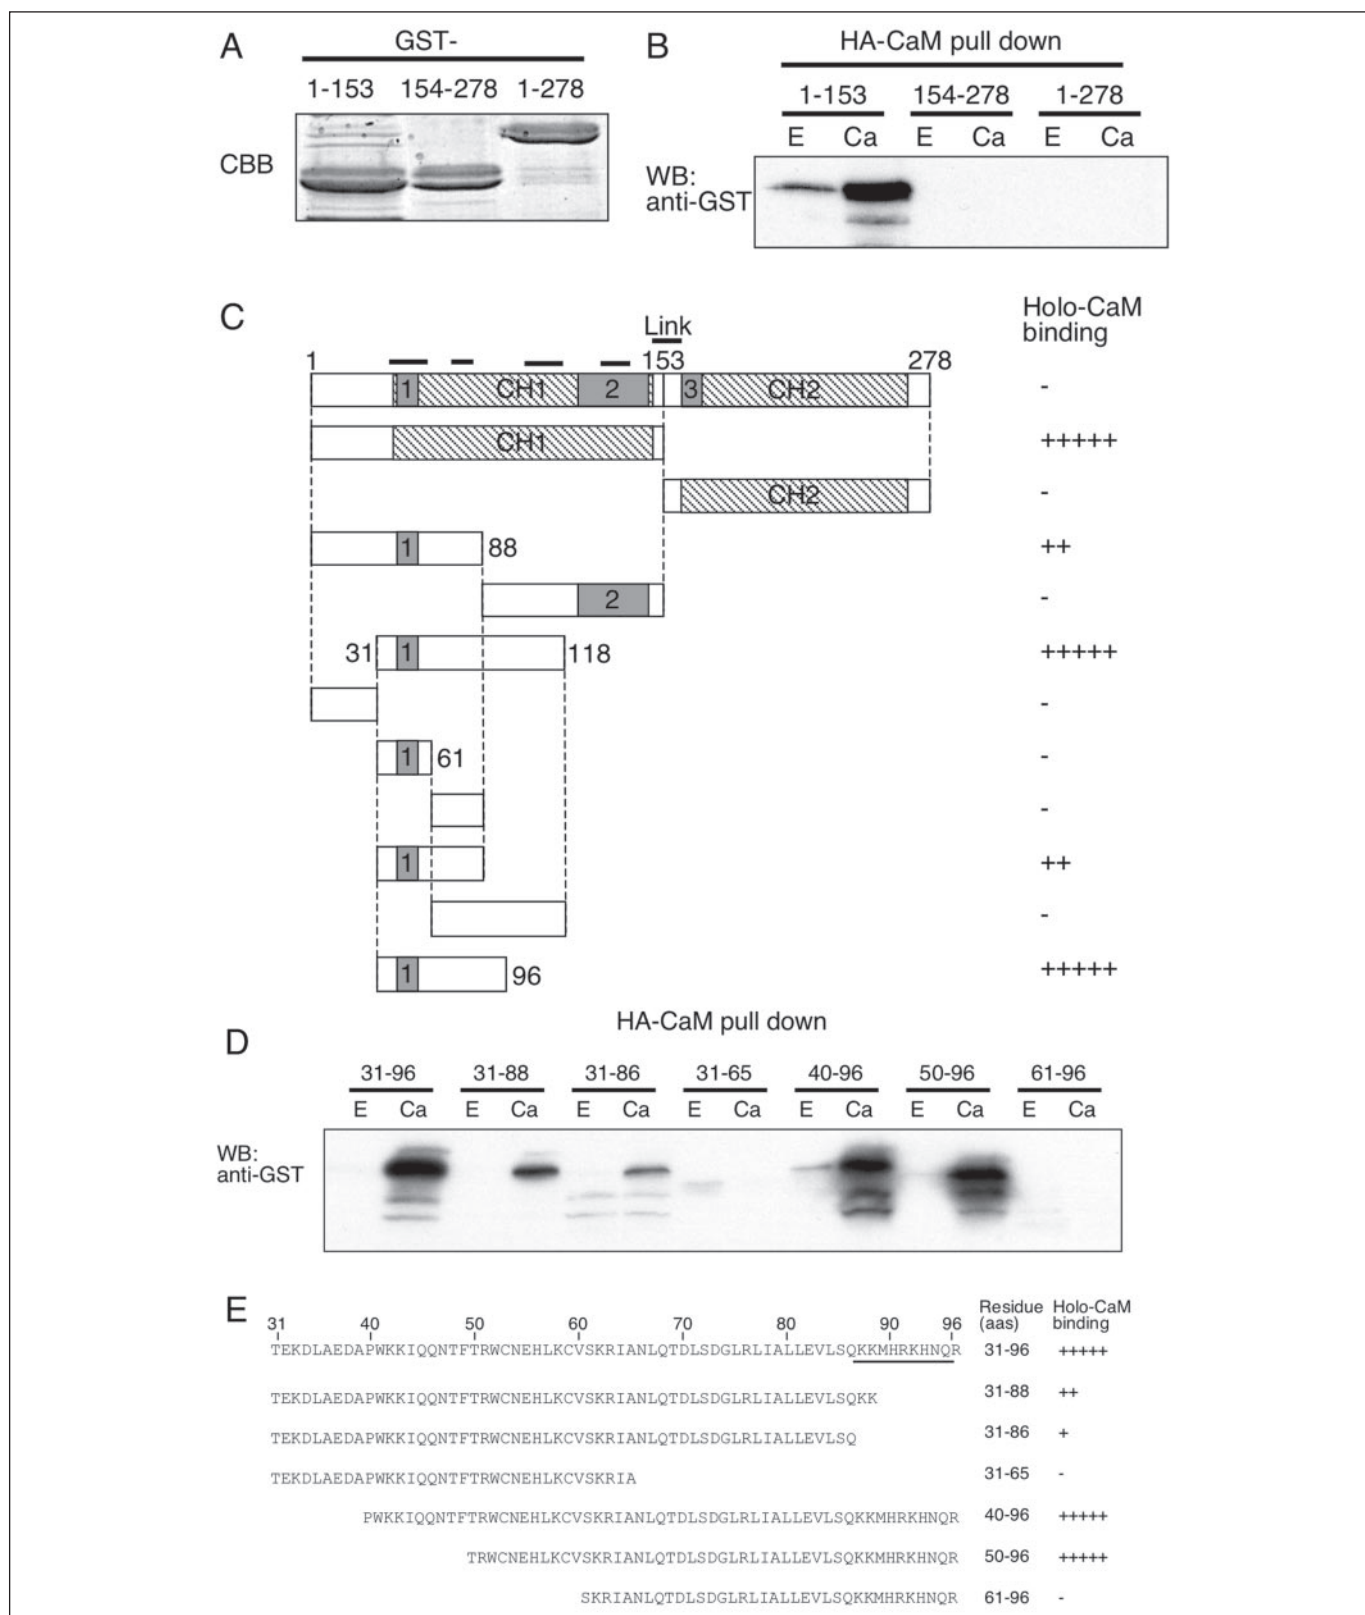 A
GST-
1-153 154-278 1-278
CBB
B
HA-CaM pull down
1-153 154-278 1-278
E Ca E Ca E Ca
WB:
anti-GST
C
Holo-CaM
binding
Link
1 153 278
1 CH1 2 3 CH2 -
CH1 +++++
CH2 -
1 88 ++
2 -
31 1 118 +++++
-
1 61 -
-
1 ++
-
1 96 +++++
D
HA-CaM pull down
31-96 31-88 31-86 31-65 40-96 50-96 61-96
E Ca E Ca E Ca E Ca E Ca E Ca E Ca
WB:
anti-GST
E
Residue Holo-CaM
(aas) binding
31 40 50 60 70 80 90 96
TEKDLAEDAPWKKIQQNTFTRWCNEHLKCVSKRIANLQTDLSDGLRLIALLEVLSQKKMHRKHNQR 31-96 +++++
TEKDLAEDAPWKKIQQNTFTRWCNEHLKCVSKRIANLQTDLSDGLRLIALLEVLSQKK 31-88 ++
TEKDLAEDAPWKKIQQNTFTRWCNEHLKCVSKRIANLQTDLSDGLRLIALLEVLSQ 31-86 +
TEKDLAEDAPWKKIQQNTFTRWCNEHLKCVSKRIA 31-65 -
PWKKIQQNTFTRWCNEHLKCVSKRIANLQTDLSDGLRLIALLEVLSQKKMHRKHNQR 40-96 +++++
TRWCNEHLKCVSKRIANLQTDLSDGLRLIALLEVLSQKKMHRKHNQR 50-96 +++++
SKRIANLQTDLSDGLRLIALLEVLSQKKMHRKHNQR 61-96 -